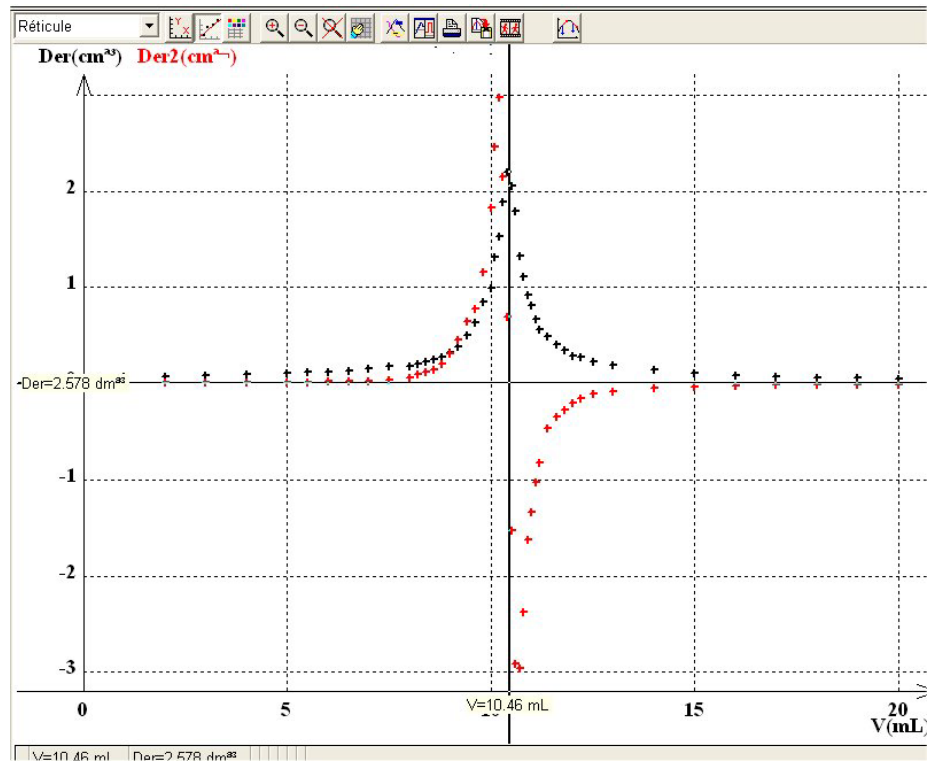 Réticule
Der(cm⁻³) Der2(cm
2
1
Der=2.578 dm
-1
-2
-3
V=10.46 mL
0 5 15 20
V(mL)
V=10.46 mL Der=2.578 dm